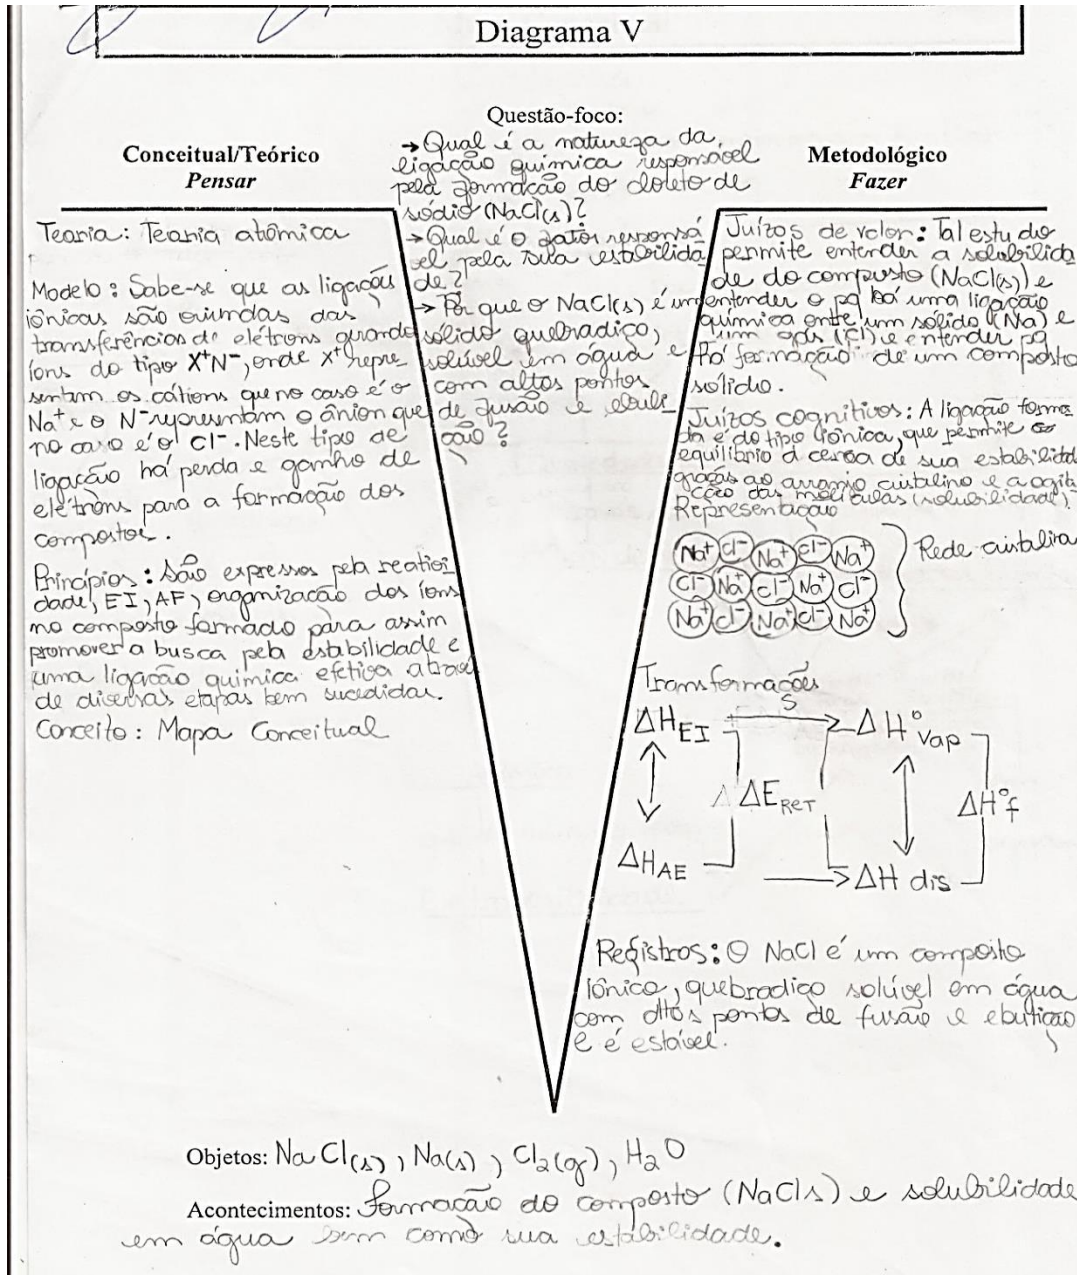 Diagrama V
Questão-foco:
→ Qual é a natureza da
ligação química responsável
pela formação do cloreto de
sódio (NaCl(s)?
→ Qual é o fator responsá
el pela sua estabilida
de?
→ Por que o NaCl(s) é um
sólido quebradiço,
solúvel em água e
com altos pontos
de fusão e ebuli
ção?
Conceitual/Teórico
Pensar
Teoria: Teoria atômica
Modelo: Sabe-se que as ligaçõu
iônicas são oriundas das
transferências de elétrons quando
íons do tipo X⁺N⁻, onde X⁺ repre
sentam os cátions que no caso é o
Na⁺ e o N⁻ representam o ânion que
no caso é o Cl⁻. Neste tipo de
ligação há perda e ganho de
elétrons para a formação dos
compostos.
Princípios: São expressos pela reativi
dade, EI, AF, organização dos íons
no composto formado para assim
promover a busca pela estabilidade e
uma ligação química efetiva atravé
de diversas etapas bem sucedidas.
Conceito: Mapa Conceitual
Metodológico
Fazer
Juízos de valor: Tal estudo
permite entender a solubilida
de do composto (NaCl(s)) e
entender o pq há uma ligação
química ente um sólido (Na) e
um gás (Cl) e entender pq
há formação de um composto
sólido.
Juízos cognitivos: A ligação forma
da é do tipo iônica, que permite
equilíbrio a cerca de sua estabilidad
graças ao arranjo cristalino e a agit
ação das moléculas (solubilidade).
Representação
Na⁺ Cl⁻ Na⁺ Cl⁻ Na⁺
Cl⁻ Na⁺ Cl⁻ Na⁺ Cl⁻
Na⁺ Cl⁻ Na⁺ Cl⁻ Na⁺
Rede cristalina
Transformações
S
ΔH EI
ΔH° Vap
Δ ΔE RET
ΔH°f
ΔH AE
ΔH dis
Registros: O NaCl é um composto
iônico, quebradiço solúvel em água
com altos pontos de fusão e ebulição
e é estável.
Objetos: NaCl(s), Na(s), Cl₂(g), H₂O
Acontecimentos: Formação do composto (NaCls) e solubilidade
em água bem como sua estabilidade.